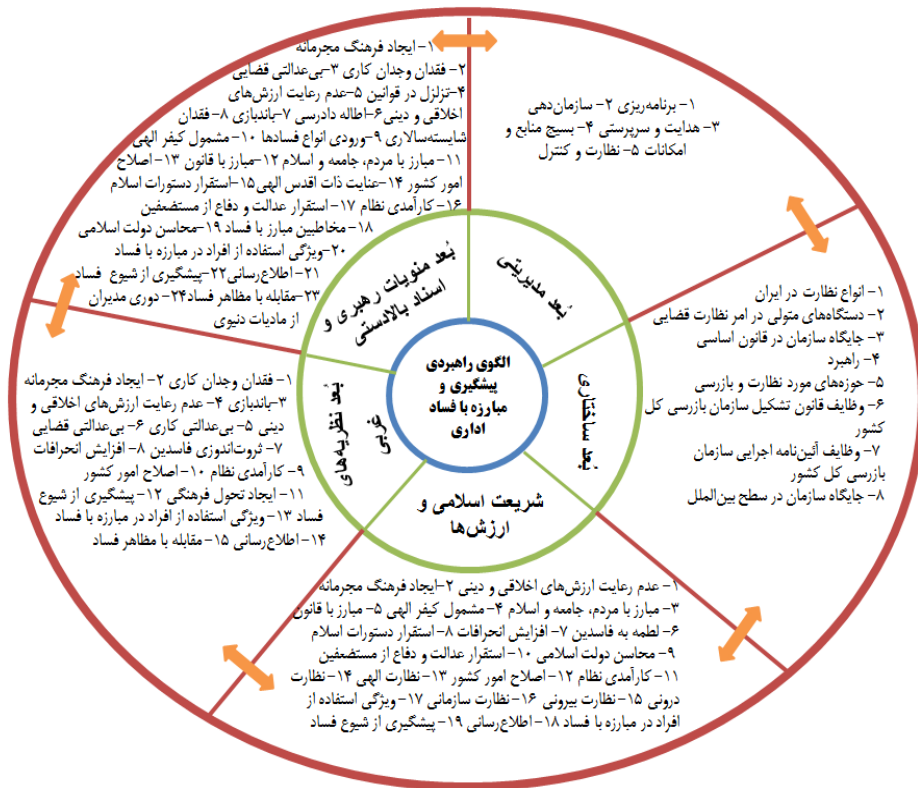 الگوی راهبردی
پیشگیری و
مبارزه با فساد
اداری
بُعد مدیریتی
۱- برنامه‌ریزی ۲- سازمان‌دهی
۳- هدایت و سرپرستی ۴- بسیج منابع و
امکانات ۵- نظارت و کنترل
بُعد ساختاری
۱- انواع نظارت در ایران
۲- دستگاه‌های متولی در امر نظارت قضایی
۳- جایگاه سازمان در قانون اساسی
۴- راهبرد
۵- حوزه‌های مورد نظارت و بازرسی
۶- وظایف قانون تشکیل سازمان بازرسی کل
کشور
۷- وظایف آئین‌نامه اجرایی سازمان
بازرسی کل کشور
۸- جایگاه سازمان در سطح بین‌الملل
شریعت اسلامی و
ارزش‌ها
۱- عدم رعایت ارزش‌های اخلاقی و دینی ۲-ایجاد فرهنگ مجرمانه
۳- مبارز با مردم، جامعه و اسلام ۴- مشمول کیفر الهی ۵- مبارز با قانون
۶- لطمه به فاسدین ۷- افزایش انحرافات ۸- استقرار دستورات اسلام
۹- محاسن دولت اسلامی ۱۰- استقرار عدالت و دفاع از مستضعفین
۱۱- کارآمدی نظام ۱۲- اصلاح امور کشور ۱۳- نظارت الهی ۱۴- نظارت
درونی ۱۵- نظارت بیرونی ۱۶- نظارت سازمانی ۱۷- ویژگی استفاده از
افراد در مبارزه با فساد ۱۸- اطلاع‌رسانی ۱۹- پیشگیری از شیوع فساد
بُعد نظریه‌های
غربی
۱- فقدان وجدان کاری ۲- ایجاد فرهنگ مجرمانه
۳-باندبازی ۴- عدم رعایت ارزش‌های اخلاقی و
دینی ۵- بی‌عدالتی کاری ۶- بی‌عدالتی قضایی
۷- ثروت‌اندوزی فاسدین ۸- افزایش انحرافات
۹- کارآمدی نظام ۱۰- اصلاح امور کشور
۱۱- ایجاد تحول فرهنگی ۱۲- پیشگیری از شیوع
فساد ۱۳- ویژگی استفاده از افراد در مبارزه با فساد
۱۴- اطلاع‌رسانی ۱۵- مقابله با مظاهر فساد
بُعد منویات رهبری و
اسناد بالادستی
۱- ایجاد فرهنگ مجرمانه
۲- فقدان وجدان کاری ۳-بی‌عدالتی قضایی
۴- تزلزل در قوانین ۵- عدم رعایت ارزش‌های
اخلاقی و دینی۶- اطاله دادرسی ۷- باندبازی ۸- فقدان
شایسته‌سالاری ۹- ورودی انواع فسادها ۱۰- مشمول کیفر الهی
۱۱- مبارز با مردم، جامعه و اسلام ۱۲-مبارز با قانون ۱۳- اصلاح
امور کشور ۱۴- عنایت ذات اقدس الهی۱۵- استقرار دستورات اسلام
۱۶- کارآمدی نظام ۱۷- استقرار عدالت و دفاع از مستضعفین
۱۸- مخاطبین مبارز با فساد ۱۹-محاسن دولت اسلامی
۲۰- ویژگی استفاده از افراد در مبارزه با فساد
۲۱- اطلاع‌رسانی۲۲-پیشگیری از شیوع فساد
۲۳-مقابله با مظاهر فساد۲۴- دوری مدیران
از مادیات دنیوی